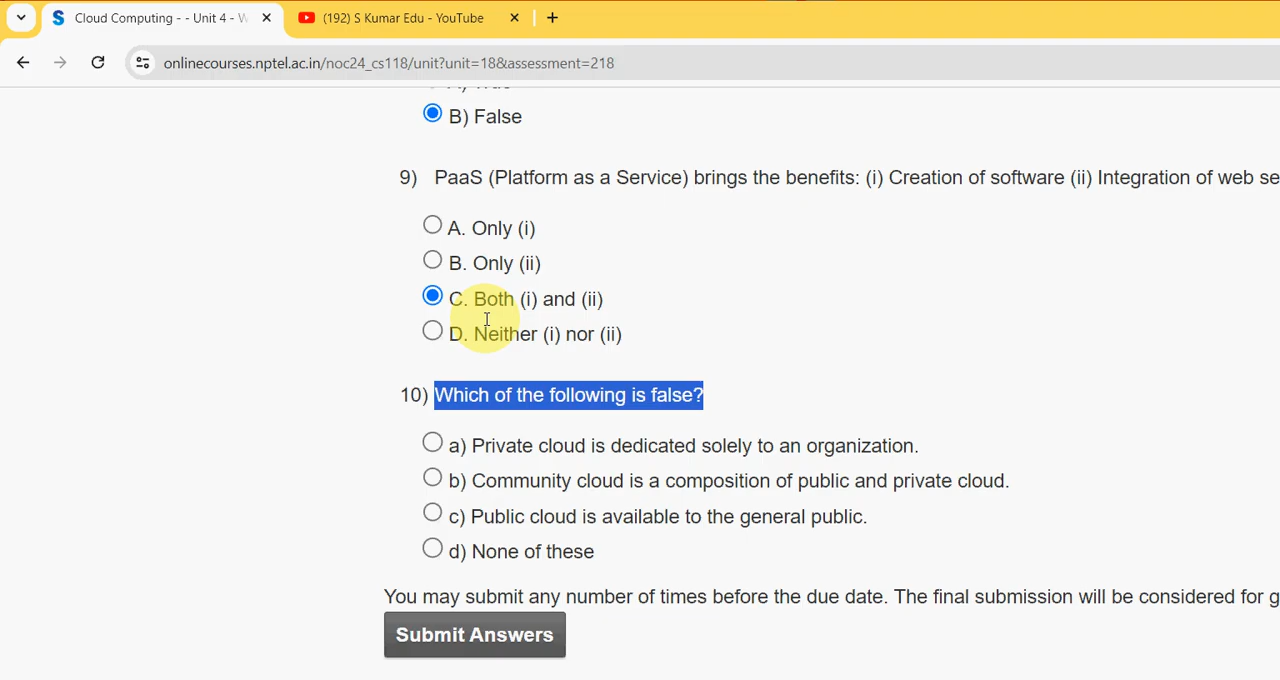 Cloud Computing - - Unit 4 - W
(192) S Kumar Edu - YouTube
onlinecourses.nptel.ac.in/noc24_cs118/unit?unit=18&assessment=218
B) False
9) PaaS (Platform as a Service) brings the benefits: (i) Creation of software (ii) Integration of web se
A. Only (i)
B. Only (ii)
C. Both (i) and (ii)
D. Neither (i) nor (ii)
10) Which of the following is false?
a) Private cloud is dedicated solely to an organization.
b) Community cloud is a composition of public and private cloud.
c) Public cloud is available to the general public.
d) None of these
You may submit any number of times before the due date. The final submission will be considered for g
Submit Answers